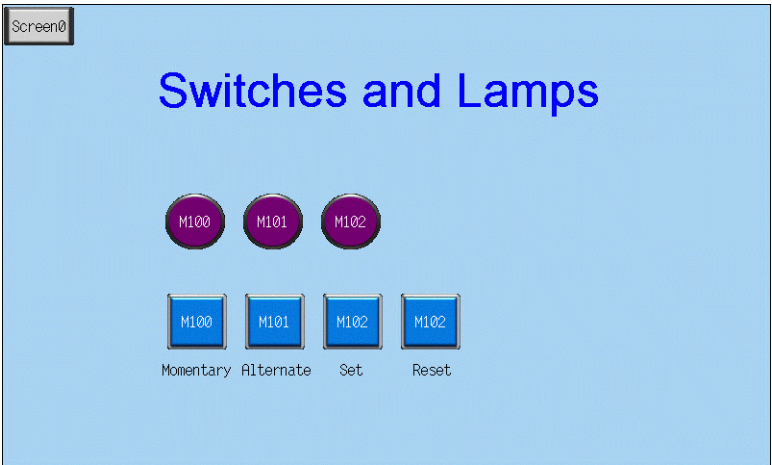 Screen0
Switches and Lamps
M100 M101 M102
M100 M101 M102 M102
Momentary Alternate Set Reset